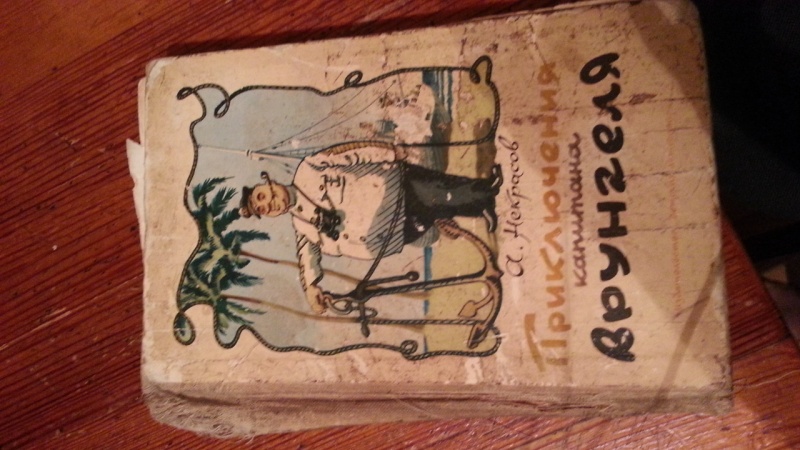 А. Некрасов
Приключения
капитана
Врунгеля